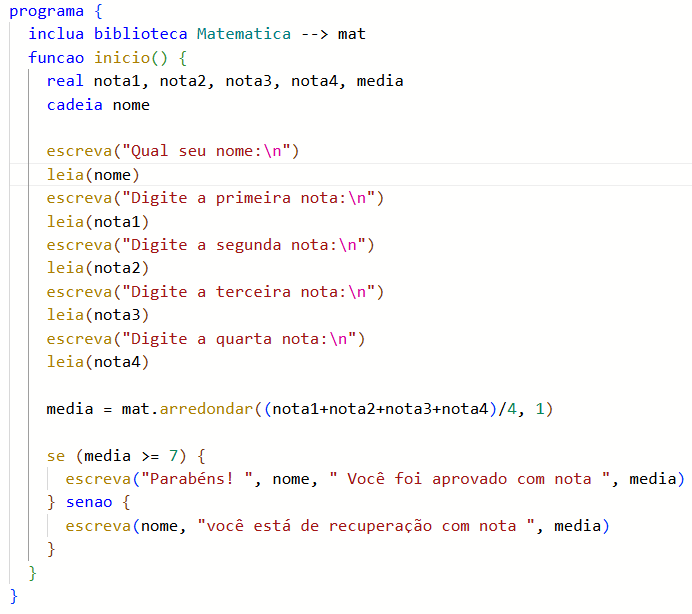 programa {
inclua biblioteca Matematica --> mat
funcao inicio() {
real nota1, nota2, nota3, nota4, media
cadeia nome
escreva("Qual seu nome:\n")
leia(nome)
escreva("Digite a primeira nota:\n")
leia(nota1)
escreva("Digite a segunda nota:\n")
leia(nota2)
escreva("Digite a terceira nota:\n")
leia(nota3)
escreva("Digite a quarta nota:\n")
leia(nota4)
media = mat.arredondar((nota1+nota2+nota3+nota4)/4, 1)
se (media >= 7) {
escreva("Parabéns! ", nome, " Você foi aprovado com nota ", media)
} senao {
escreva(nome, "você está de recuperação com nota ", media)
}
}
}